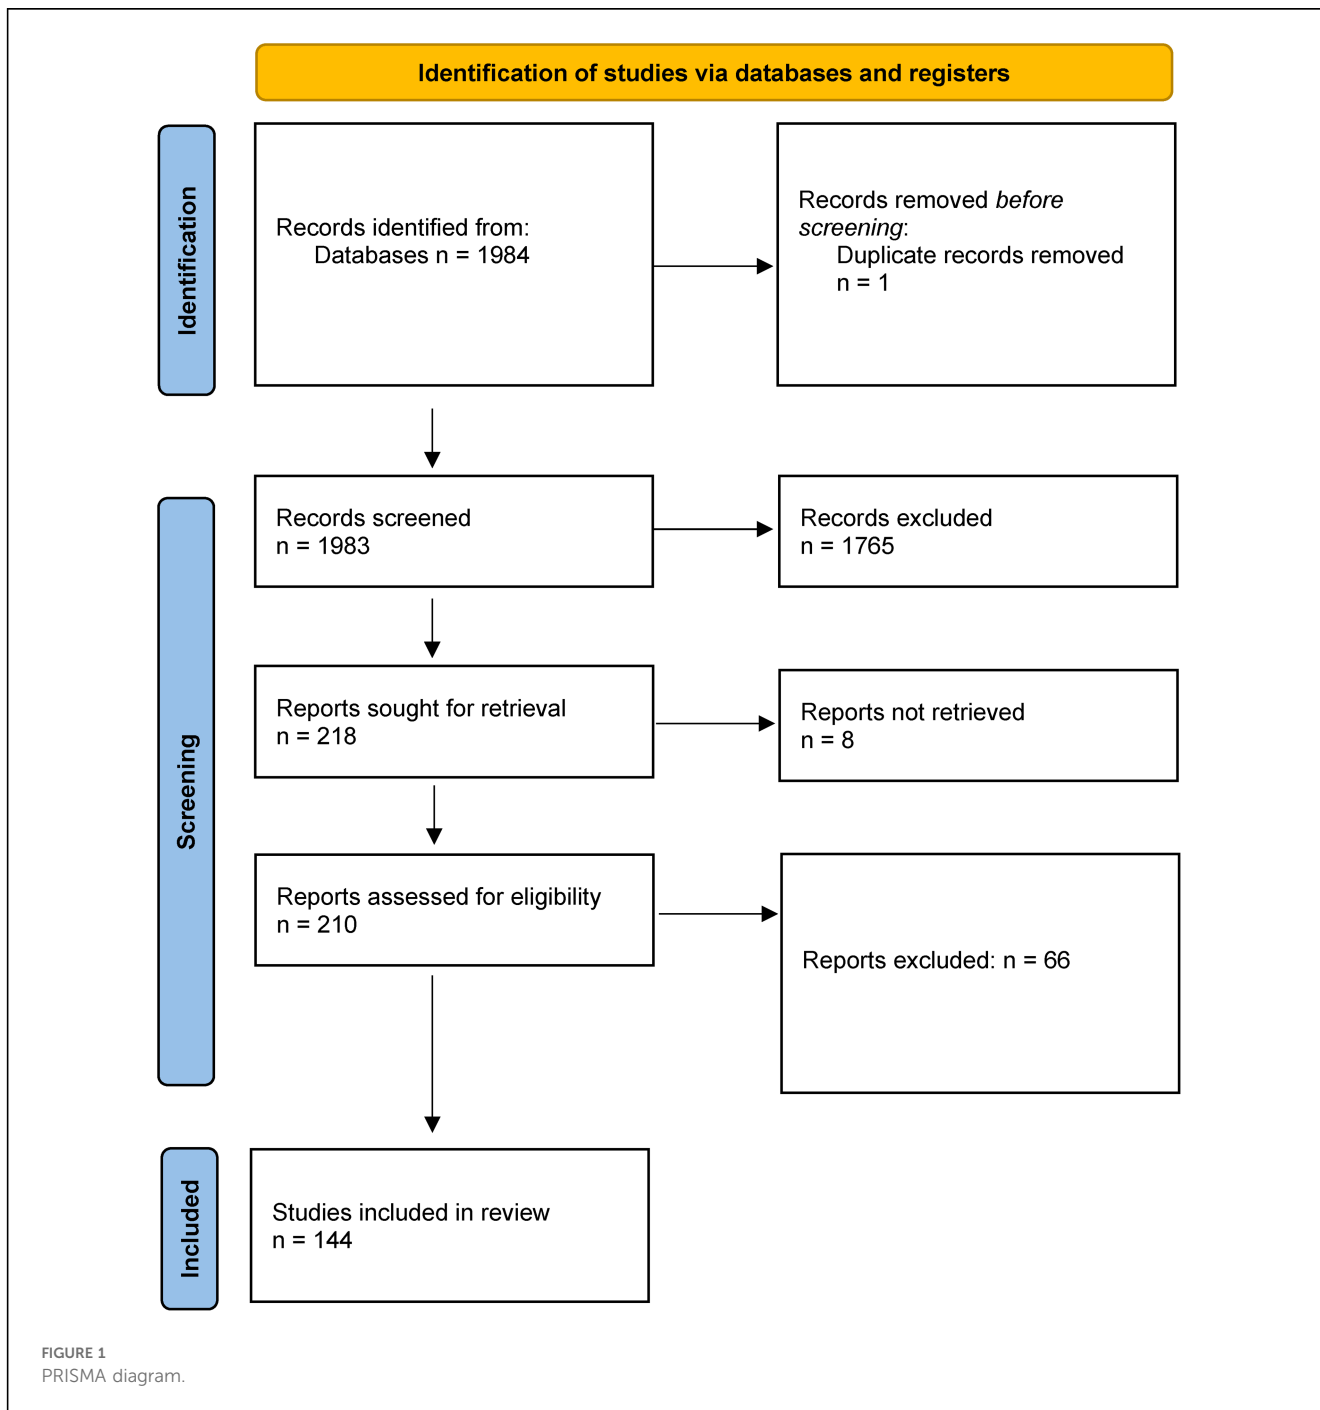 Identification of studies via databases and registers
Identification
Records identified from:
Databases n = 1984
Records removed before
screening:
Duplicate records removed
n = 1
Screening
Records screened
n = 1983
Records excluded
n = 1765
Reports sought for retrieval
n = 218
Reports not retrieved
n = 8
Reports assessed for eligibility
n = 210
Reports excluded: n = 66
Included
Studies included in review
n = 144
FIGURE 1
PRISMA diagram.